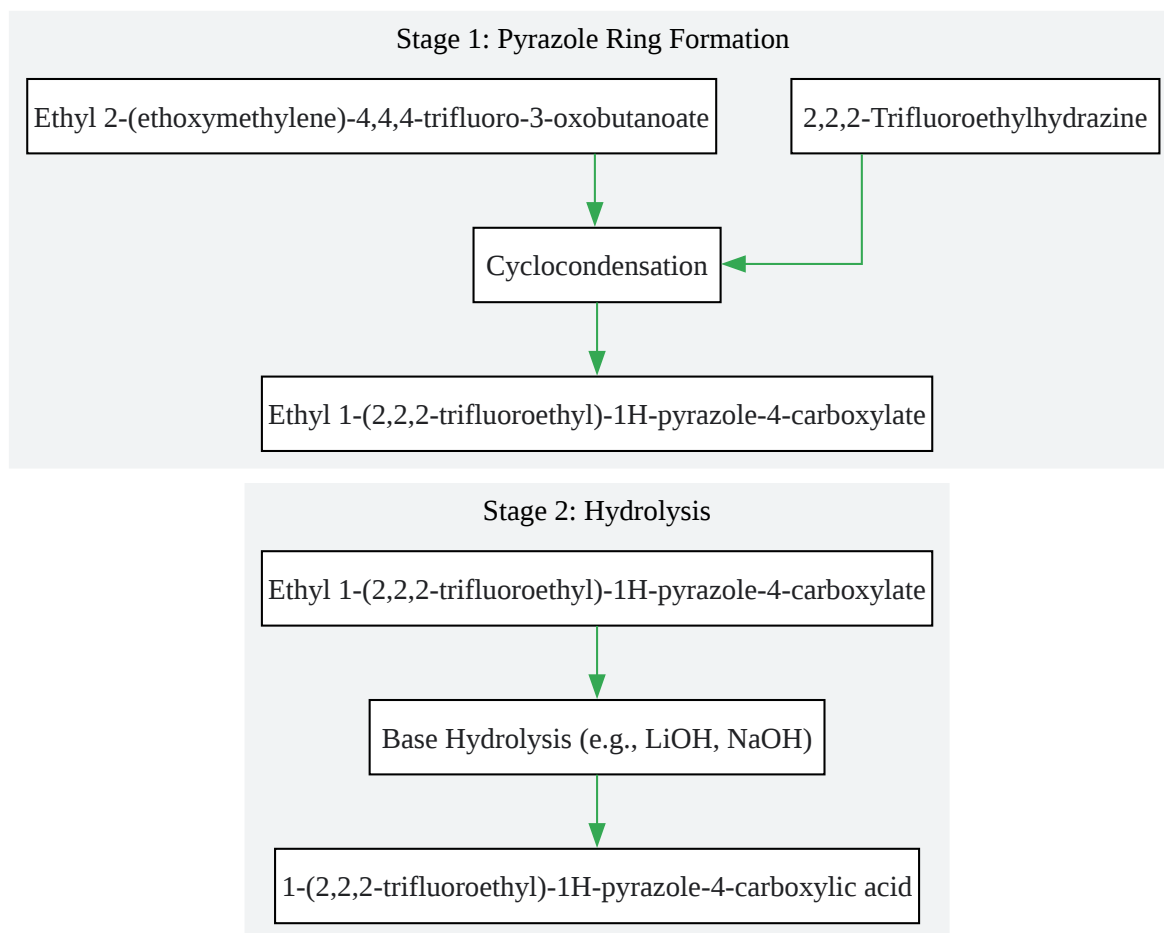 Stage 1: Pyrazole Ring Formation
Ethyl 2-(ethoxymethylene)-4,4,4-trifluoro-3-oxobutanoate
2,2,2-Trifluoroethylhydrazine
Cyclocondensation
Ethyl 1-(2,2,2-trifluoroethyl)-1H-pyrazole-4-carboxylate
Stage 2: Hydrolysis
Ethyl 1-(2,2,2-trifluoroethyl)-1H-pyrazole-4-carboxylate
Base Hydrolysis (e.g., LiOH, NaOH)
1-(2,2,2-trifluoroethyl)-1H-pyrazole-4-carboxylic acid